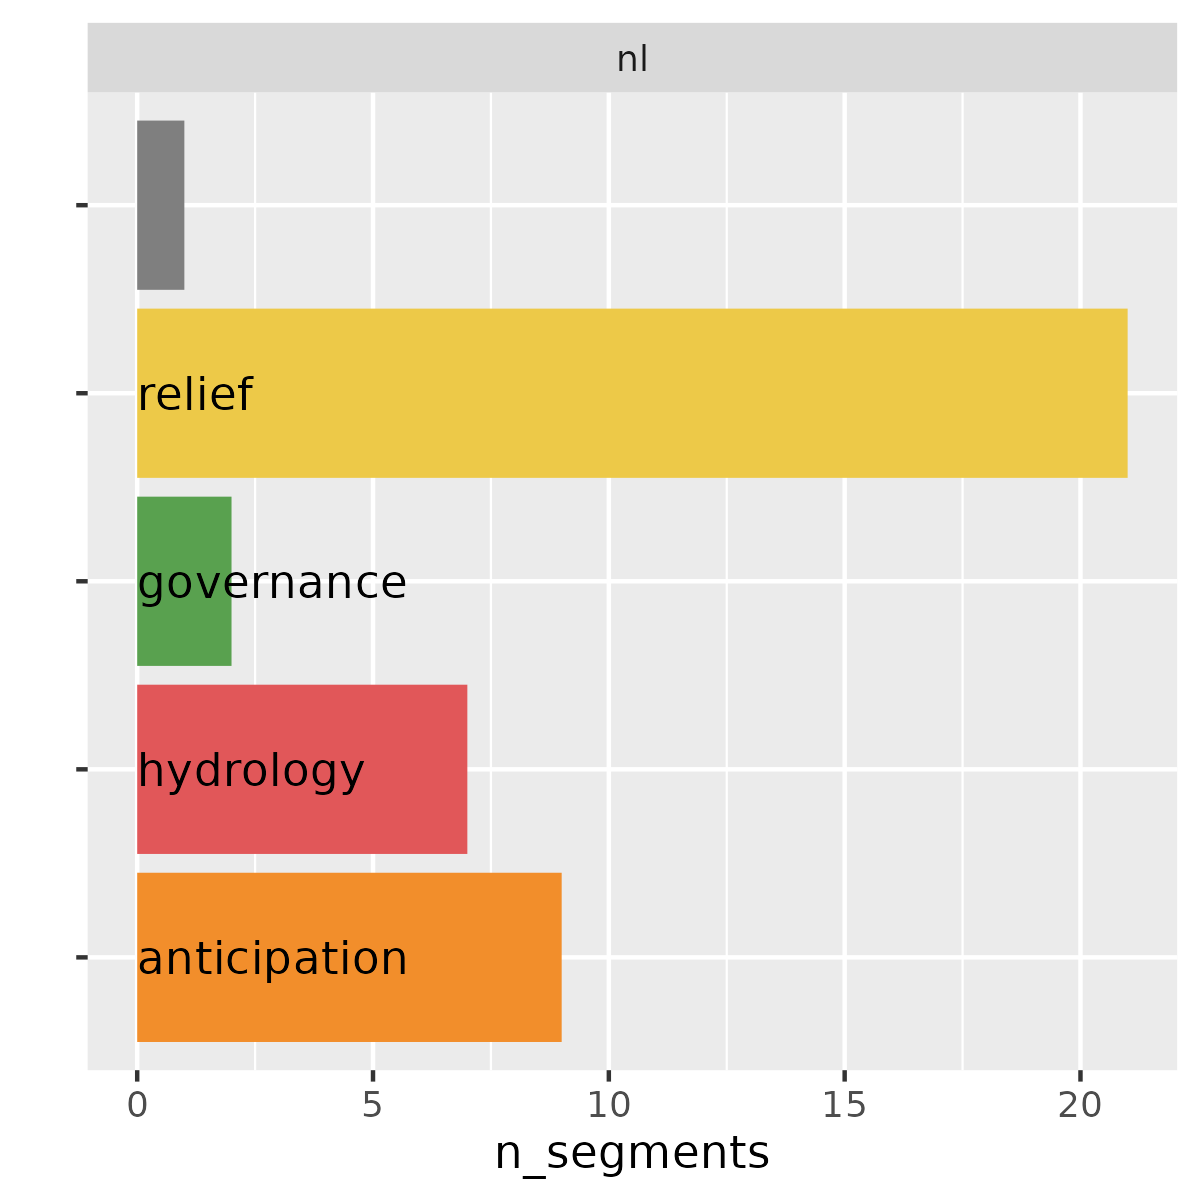 nl
relief
governance
hydrology
anticipation
0 5 10 15 20
n_segments